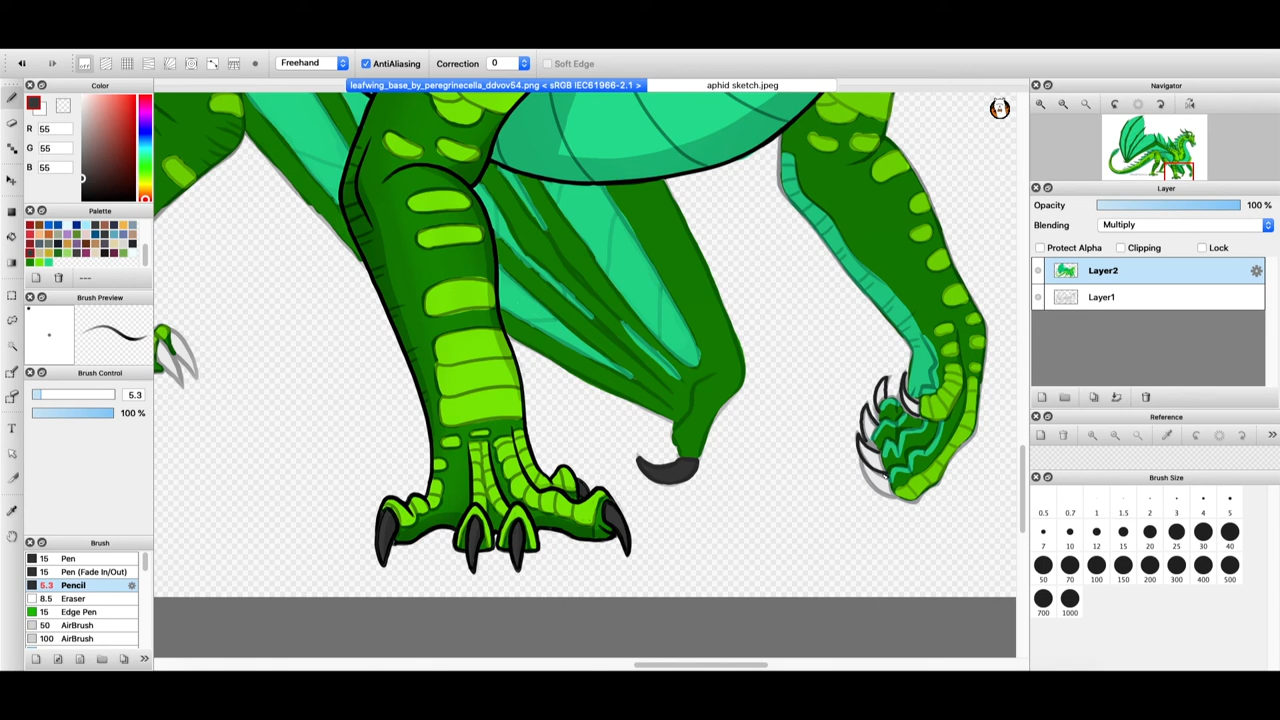 Freehand
AntiAliasing
Correction
0
Soft Edge
Color
leafwing_base_by_peregrinecella_ddvov54.png < sRGB IEC61966-2.1 >
aphid sketch.jpeg
Navigator
R 55
G 55
B 55
Layer
Opacity
100 %
Palette
Blending
Multiply
Protect Alpha
Clipping
Lock
Layer2
Layer1
---
Brush Preview
Brush Control
5.3
100 %
Reference
Brush Size
0.5 0.7 1 1.5 2 3 4 5
7 10 12 15 20 25 30 40
50 70 100 150 200 300 400 500
700 1000
Brush
15 Pen
15 Pen (Fade In/Out)
5.3 Pencil
8.5 Eraser
15 Edge Pen
50 AirBrush
100 AirBrush